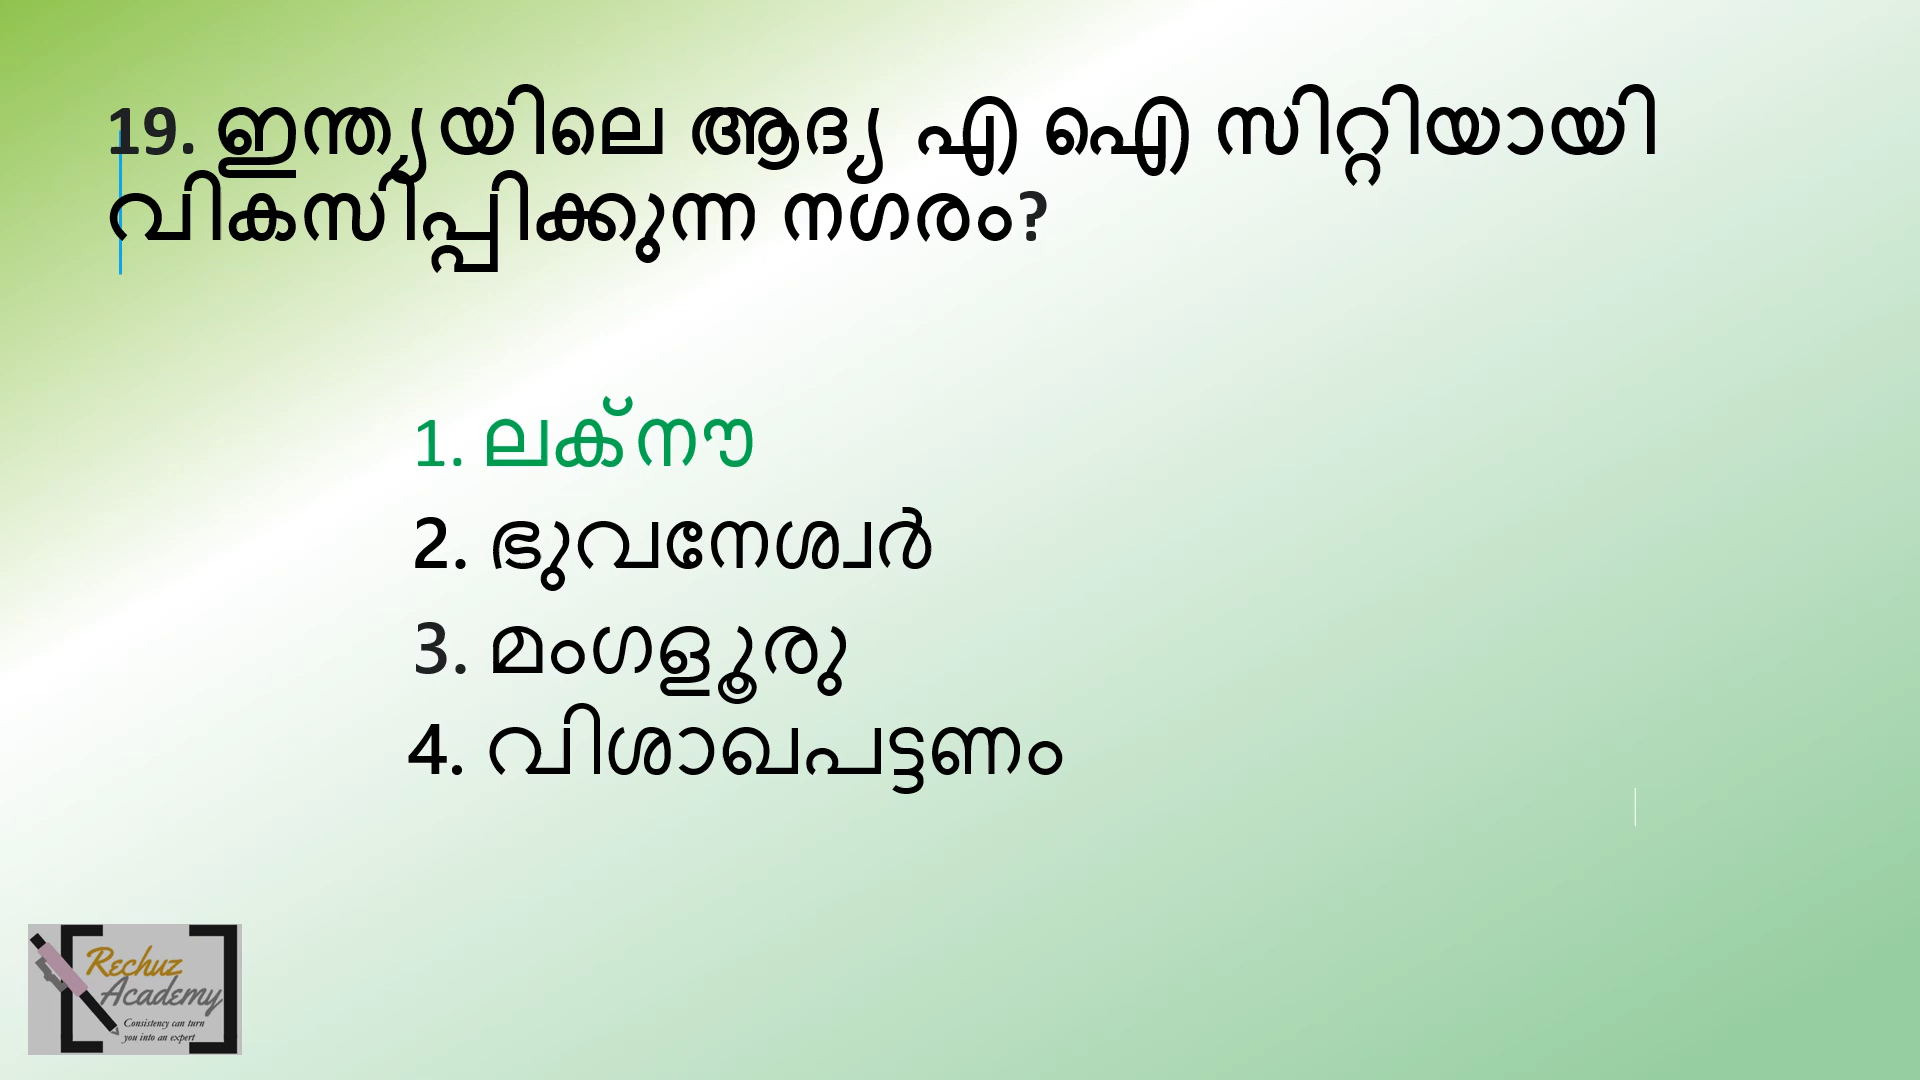 19. ഇന്ത്യയിലെ ആദ്യ എ ഐ സിറ്റിയായി
വികസിപ്പിക്കുന്ന നഗരം?
1. ലക്നൗ
2. ഭുവനേശ്വർ
3. മംഗളൂരു
4. വിശാഖപട്ടണം
Rechuz
Academy
Consistency can turn
you into an expert